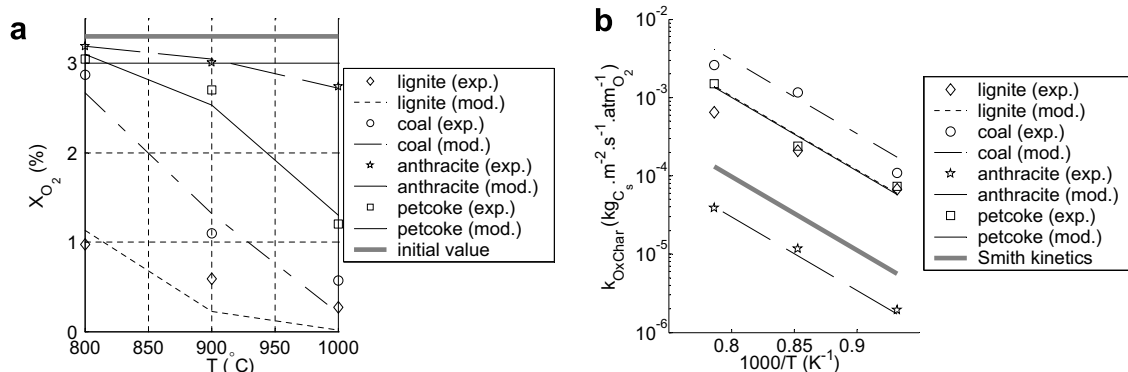 a
X_O2 (%)
3
2
1
0
800
850
900
950
1000
T (°C)
lignite (exp.)
lignite (mod.)
coal (exp.)
coal (mod.)
anthracite (exp.)
anthracite (mod.)
petcoke (exp.)
petcoke (mod.)
initial value
b
k_OxChar (kg_Cs.m^-2.s^-1.atm^-1_O2)
10^-2
10^-3
10^-4
10^-5
10^-6
0.8
0.85
0.9
1000/T (K^-1)
lignite (exp.)
lignite (mod.)
coal (exp.)
coal (mod.)
anthracite (exp.)
anthracite (mod.)
petcoke (exp.)
petcoke (mod.)
Smith kinetics